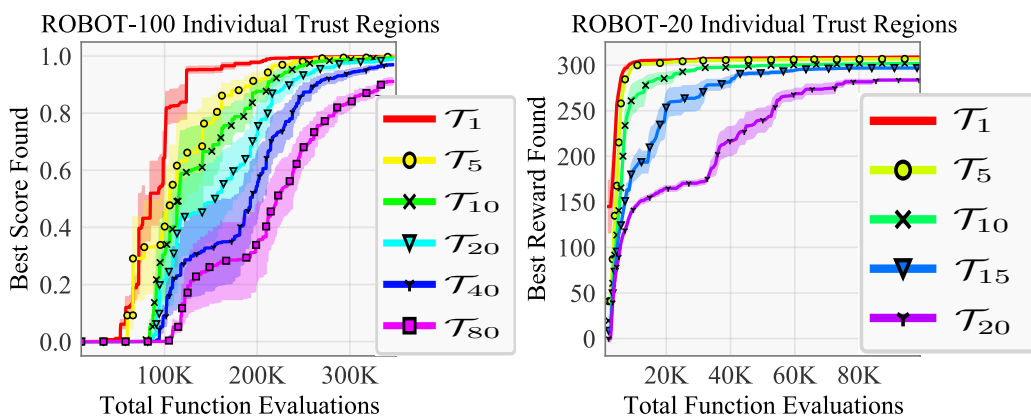 ROBOT-100 Individual Trust Regions
1.0
0.8
0.6
0.4
0.2
0.0
Best Score Found
100K 200K 300K
Total Function Evaluations
T1
T5
T10
T20
T40
T80
ROBOT-20 Individual Trust Regions
300
250
200
150
100
50
0
Best Reward Found
20K 40K 60K 80K
Total Function Evaluations
T1
T5
T10
T15
T20